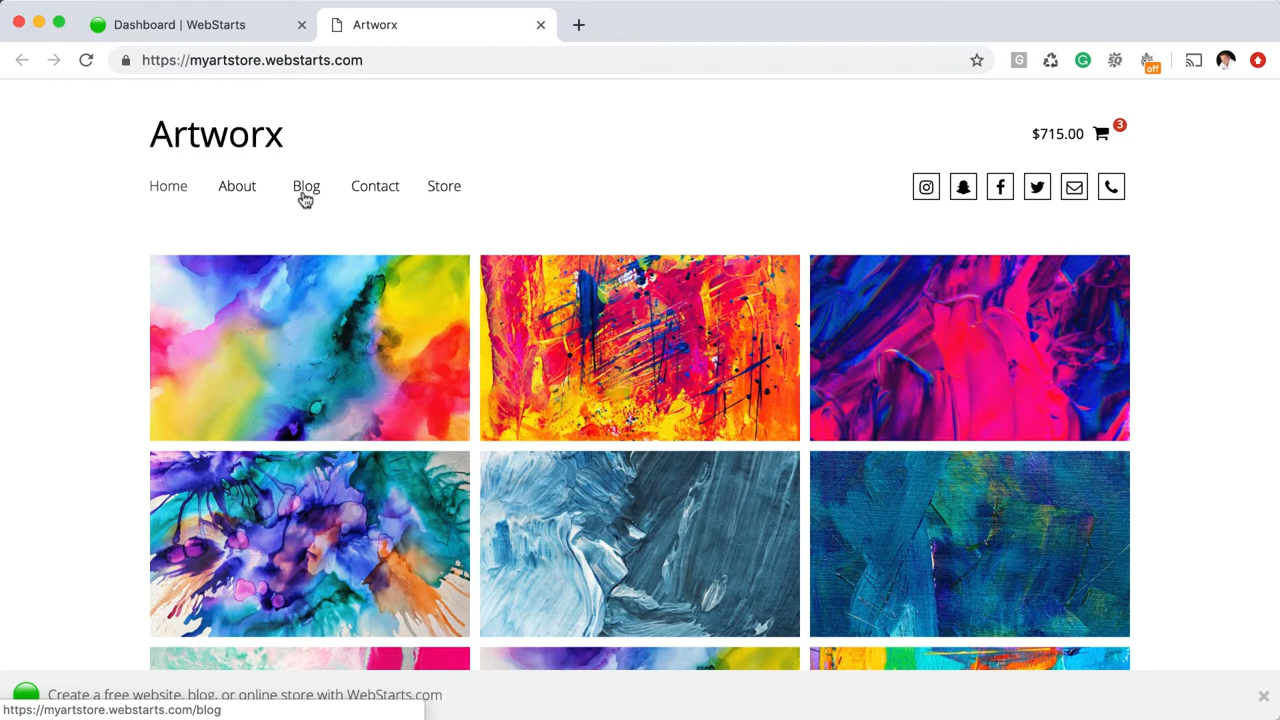 Dashboard | WebStarts
Artworx
https://myartstore.webstarts.com
G
off
Artworx
$715.00
3
Home
About
Blog
Contact
Store
Create a free website, blog, or online store with WebStarts.com
https://myartstore.webstarts.com/blog